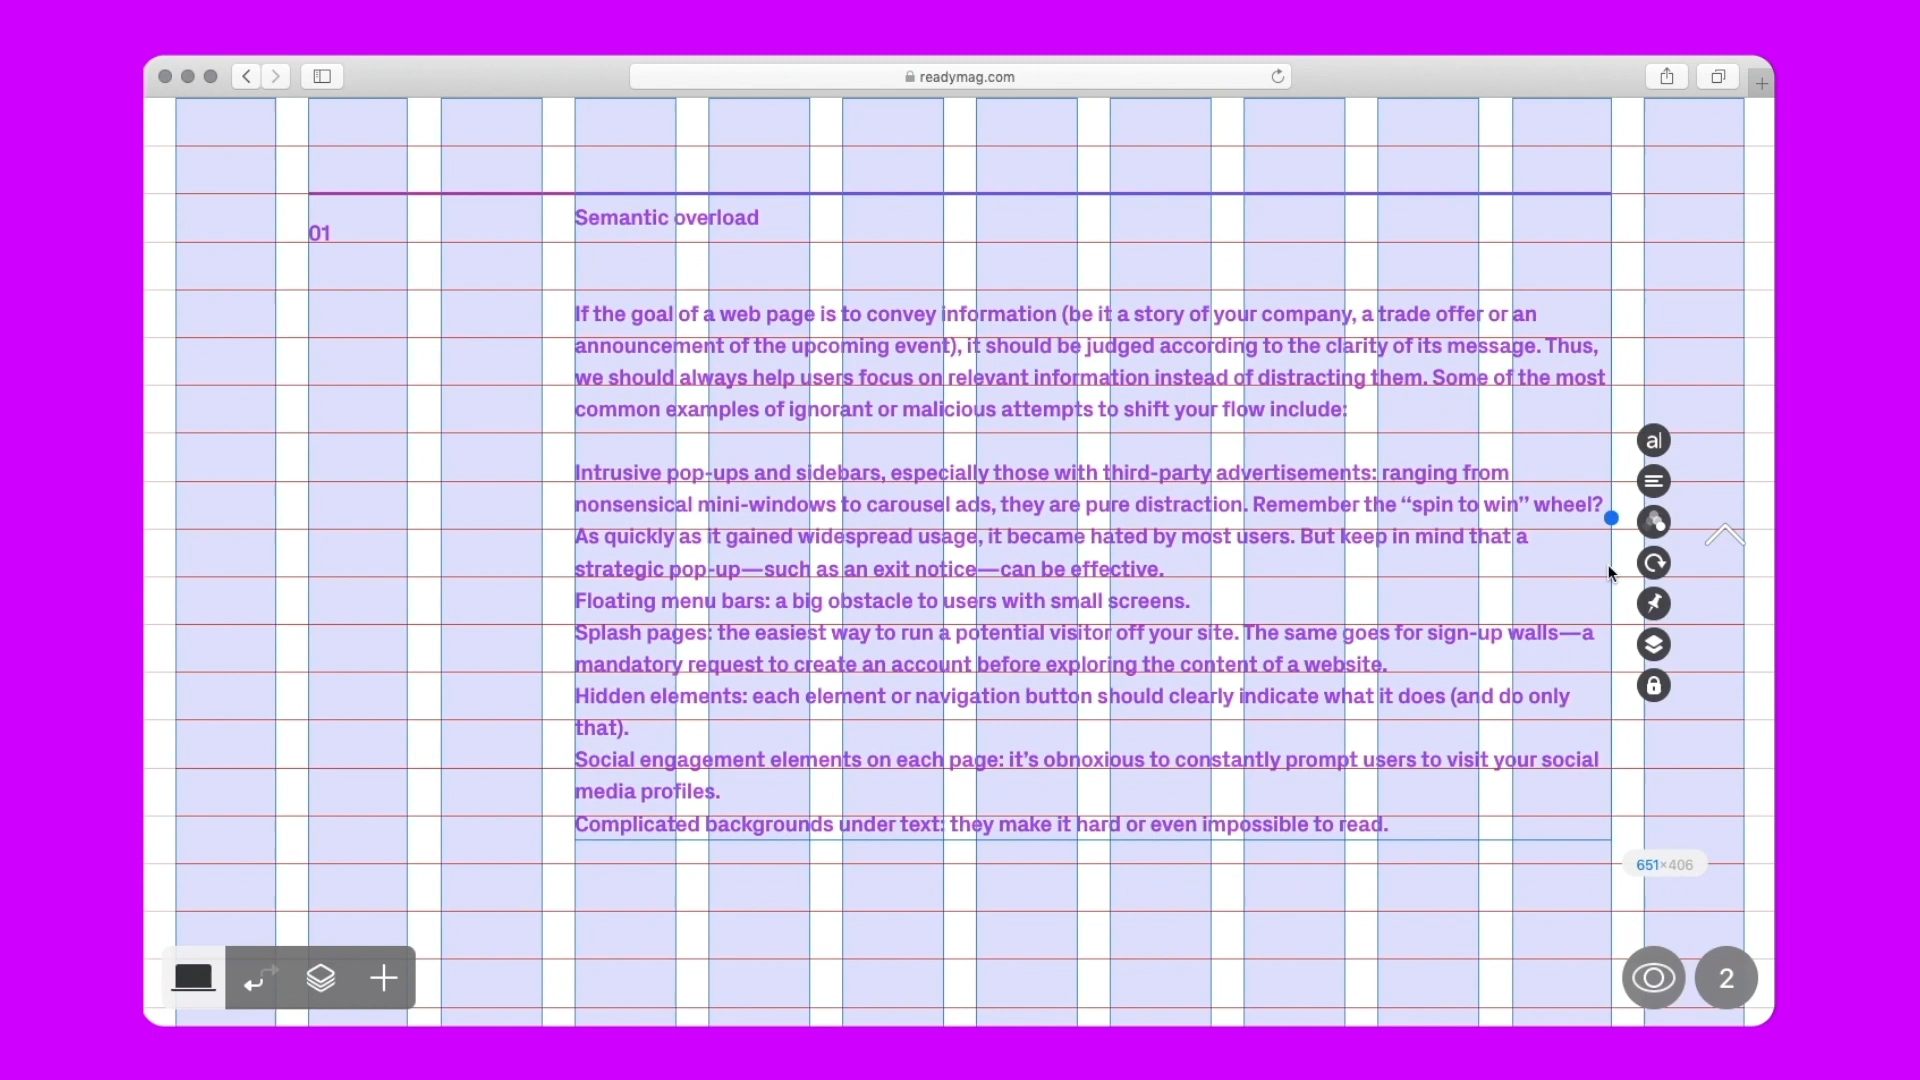 readymag.com
Semantic overload
01
If the goal of a web page is to convey information (be it a story of your company, a trade offer or an
announcement of the upcoming event), it should be judged according to the clarity of its message. Thus,
we should always help users focus on relevant information instead of distracting them. Some of the most
common examples of ignorant or malicious attempts to shift your flow include:
Intrusive pop-ups and sidebars, especially those with third-party advertisements: ranging from
nonsensical mini-windows to carousel ads, they are pure distraction. Remember the “spin to win” wheel?
As quickly as it gained widespread usage, it became hated by most users. But keep in mind that a
strategic pop-up—such as an exit notice—can be effective.
Floating menu bars: a big obstacle to users with small screens.
Splash pages: the easiest way to run a potential visitor off your site. The same goes for sign-up walls—a
mandatory request to create an account before exploring the content of a website.
Hidden elements: each element or navigation button should clearly indicate what it does (and do only
that).
Social engagement elements on each page: it’s obnoxious to constantly prompt users to visit your social
media profiles.
Complicated backgrounds under text: they make it hard or even impossible to read.
aI
651×406
2